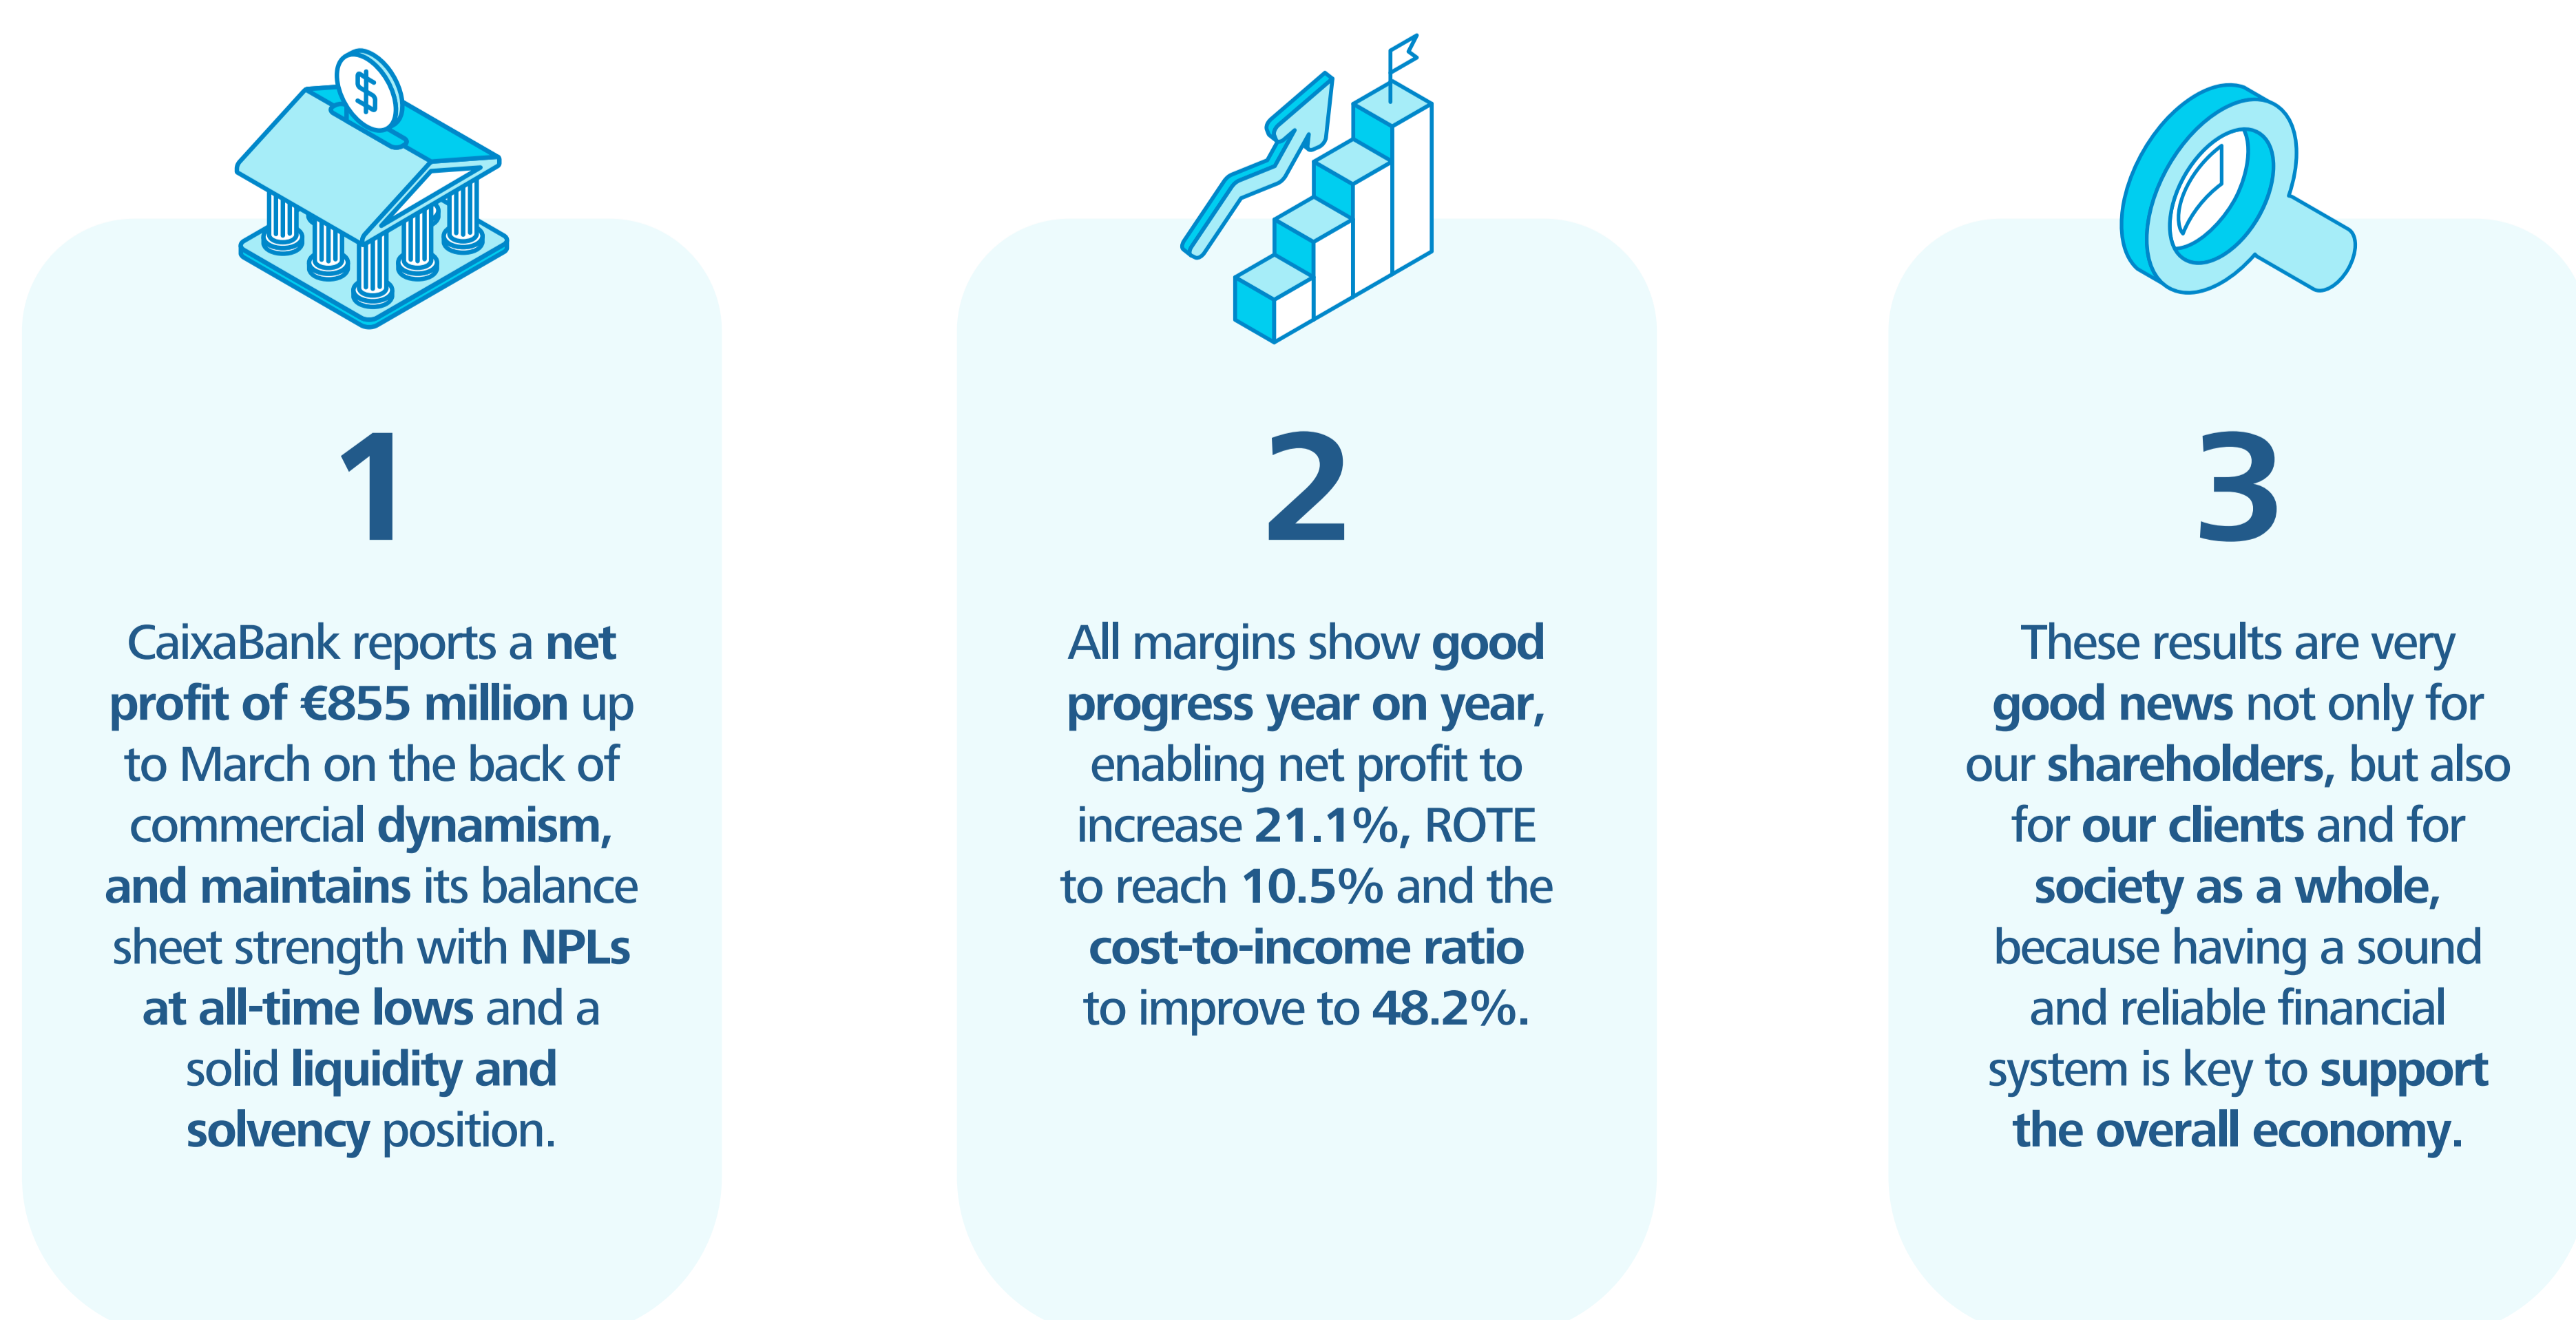 $
1
CaixaBank reports a net
profit of €855 million up
to March on the back of
commercial dynamism,
and maintains its balance
sheet strength with NPLs
at all-time lows and a
solid liquidity and
solvency position.
2
All margins show good
progress year on year,
enabling net profit to
increase 21.1%, ROTE
to reach 10.5% and the
cost-to-income ratio
to improve to 48.2%.
3
These results are very
good news not only for
our shareholders, but also
for our clients and for
society as a whole,
because having a sound
and reliable financial
system is key to support
the overall economy.